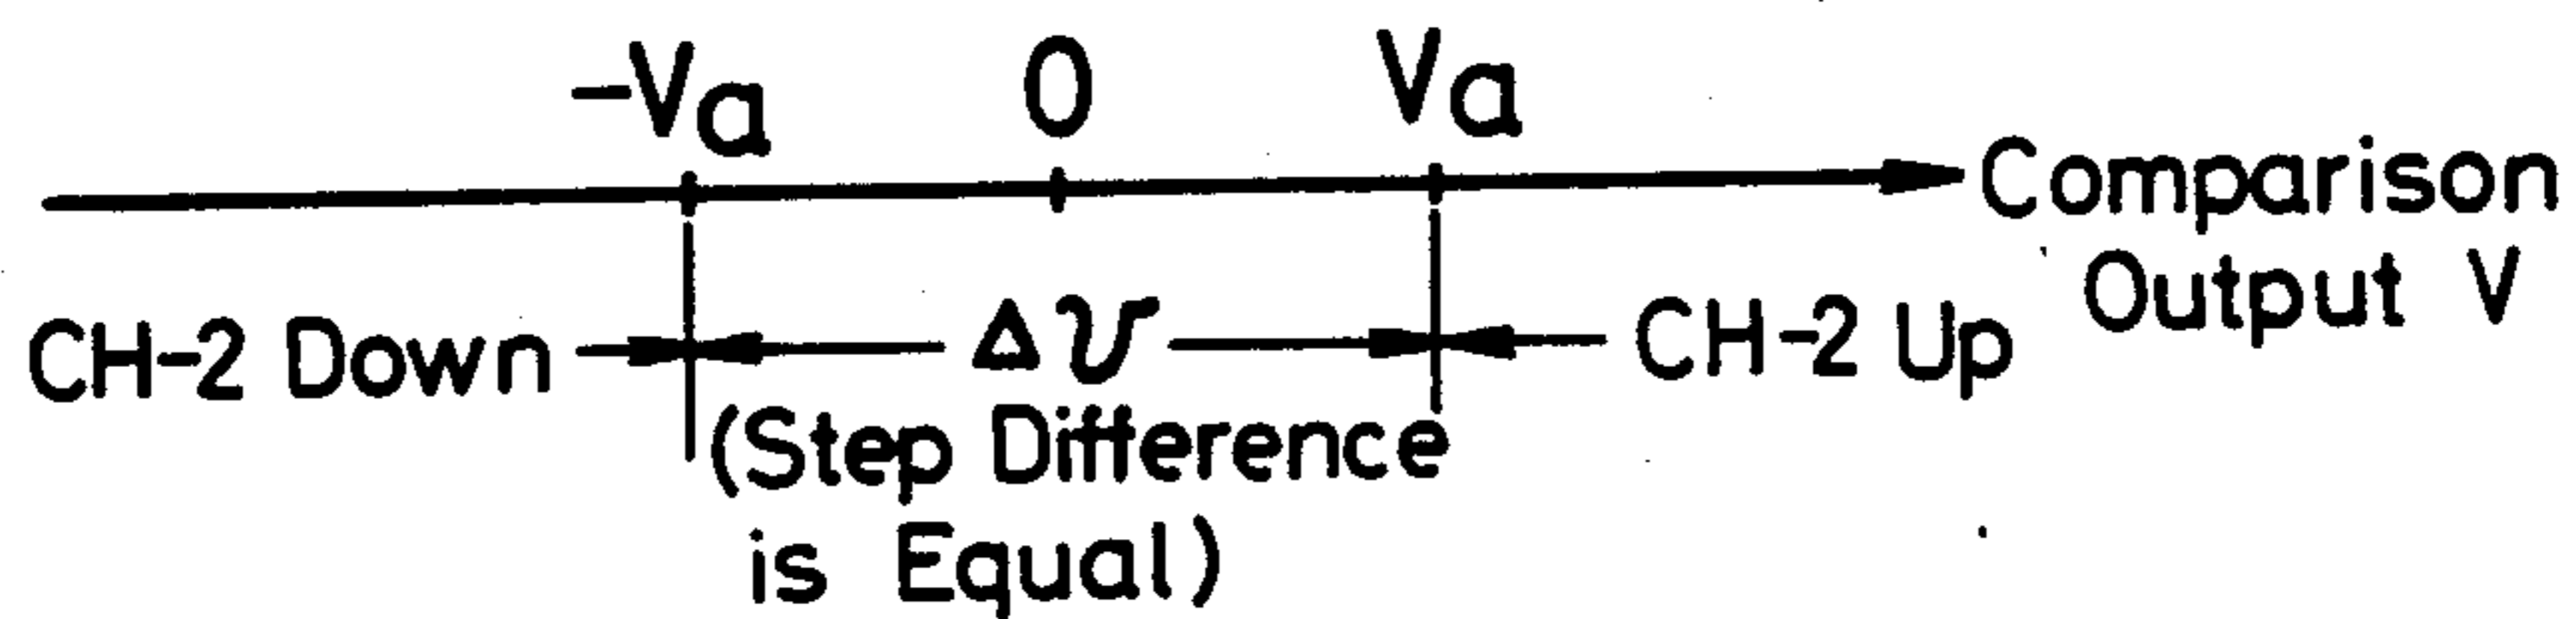 -Va 0 Va
Comparison
Output V
CH-2 Down Δv CH-2 Up
(Step Difference
is Equal)